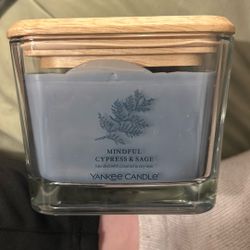 MINDFUL
CYPRESS & SAGE
YANKEE CANDLE